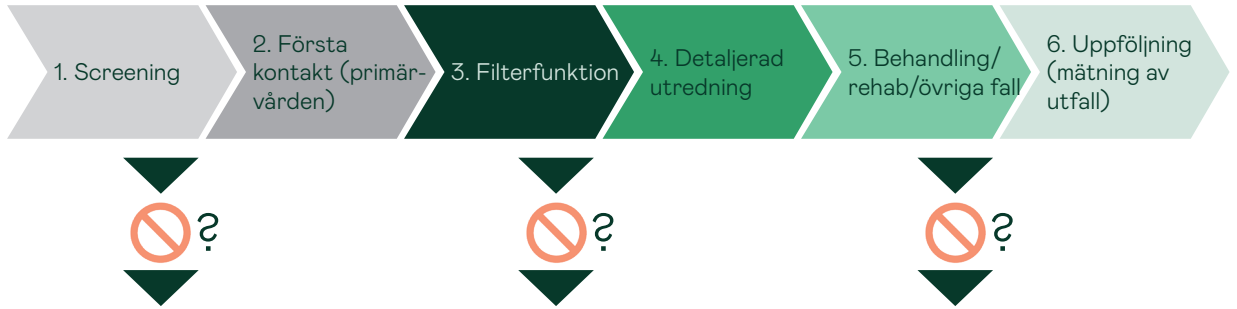 1. Screening
2. Första
kontakt (primär-
vården)
3. Filterfunktion
4. Detaljerad
utredning
5. Behandling/
rehab/övriga fall
6. Uppföljning
(mätning av
utfall)
?
?
?